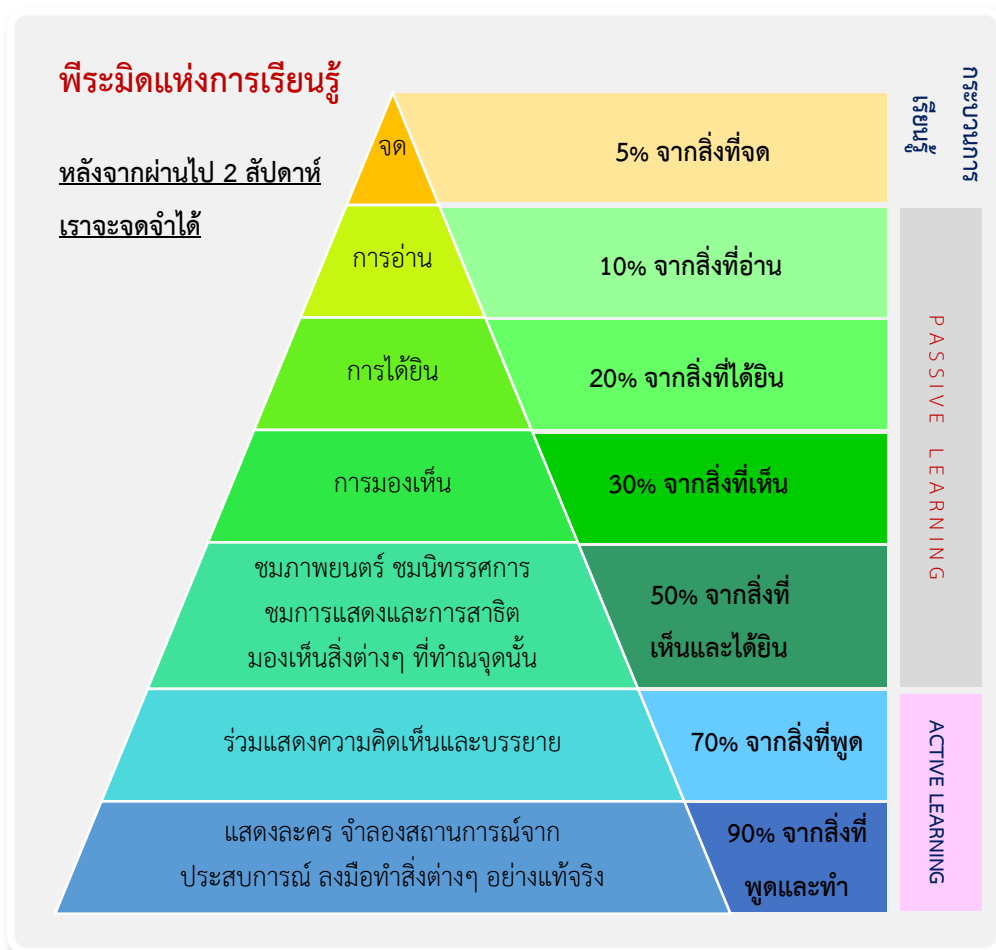 พีระมิดแห่งการเรียนรู้
หลังจากผ่านไป 2 สัปดาห์
เราจะจดจำได้
กระบวนการ
เรียนรู้
จด
5% จากสิ่งที่จด
การอ่าน
10% จากสิ่งที่อ่าน
การได้ยิน
20% จากสิ่งที่ได้ยิน
การมองเห็น
30% จากสิ่งที่เห็น
ชมภาพยนตร์ ชมนิทรรศการ
ชมการแสดงและการสาธิต
มองเห็นสิ่งต่างๆ ที่ทำณจุดนั้น
50% จากสิ่งที่
เห็นและได้ยิน
PASSIVE LEARNING
ร่วมแสดงความคิดเห็นและบรรยาย
70% จากสิ่งที่พูด
แสดงละคร จำลองสถานการณ์จาก
ประสบการณ์ ลงมือทำสิ่งต่างๆ อย่างแท้จริง
90% จากสิ่งที่
พูดและทำ
ACTIVE LEARNING